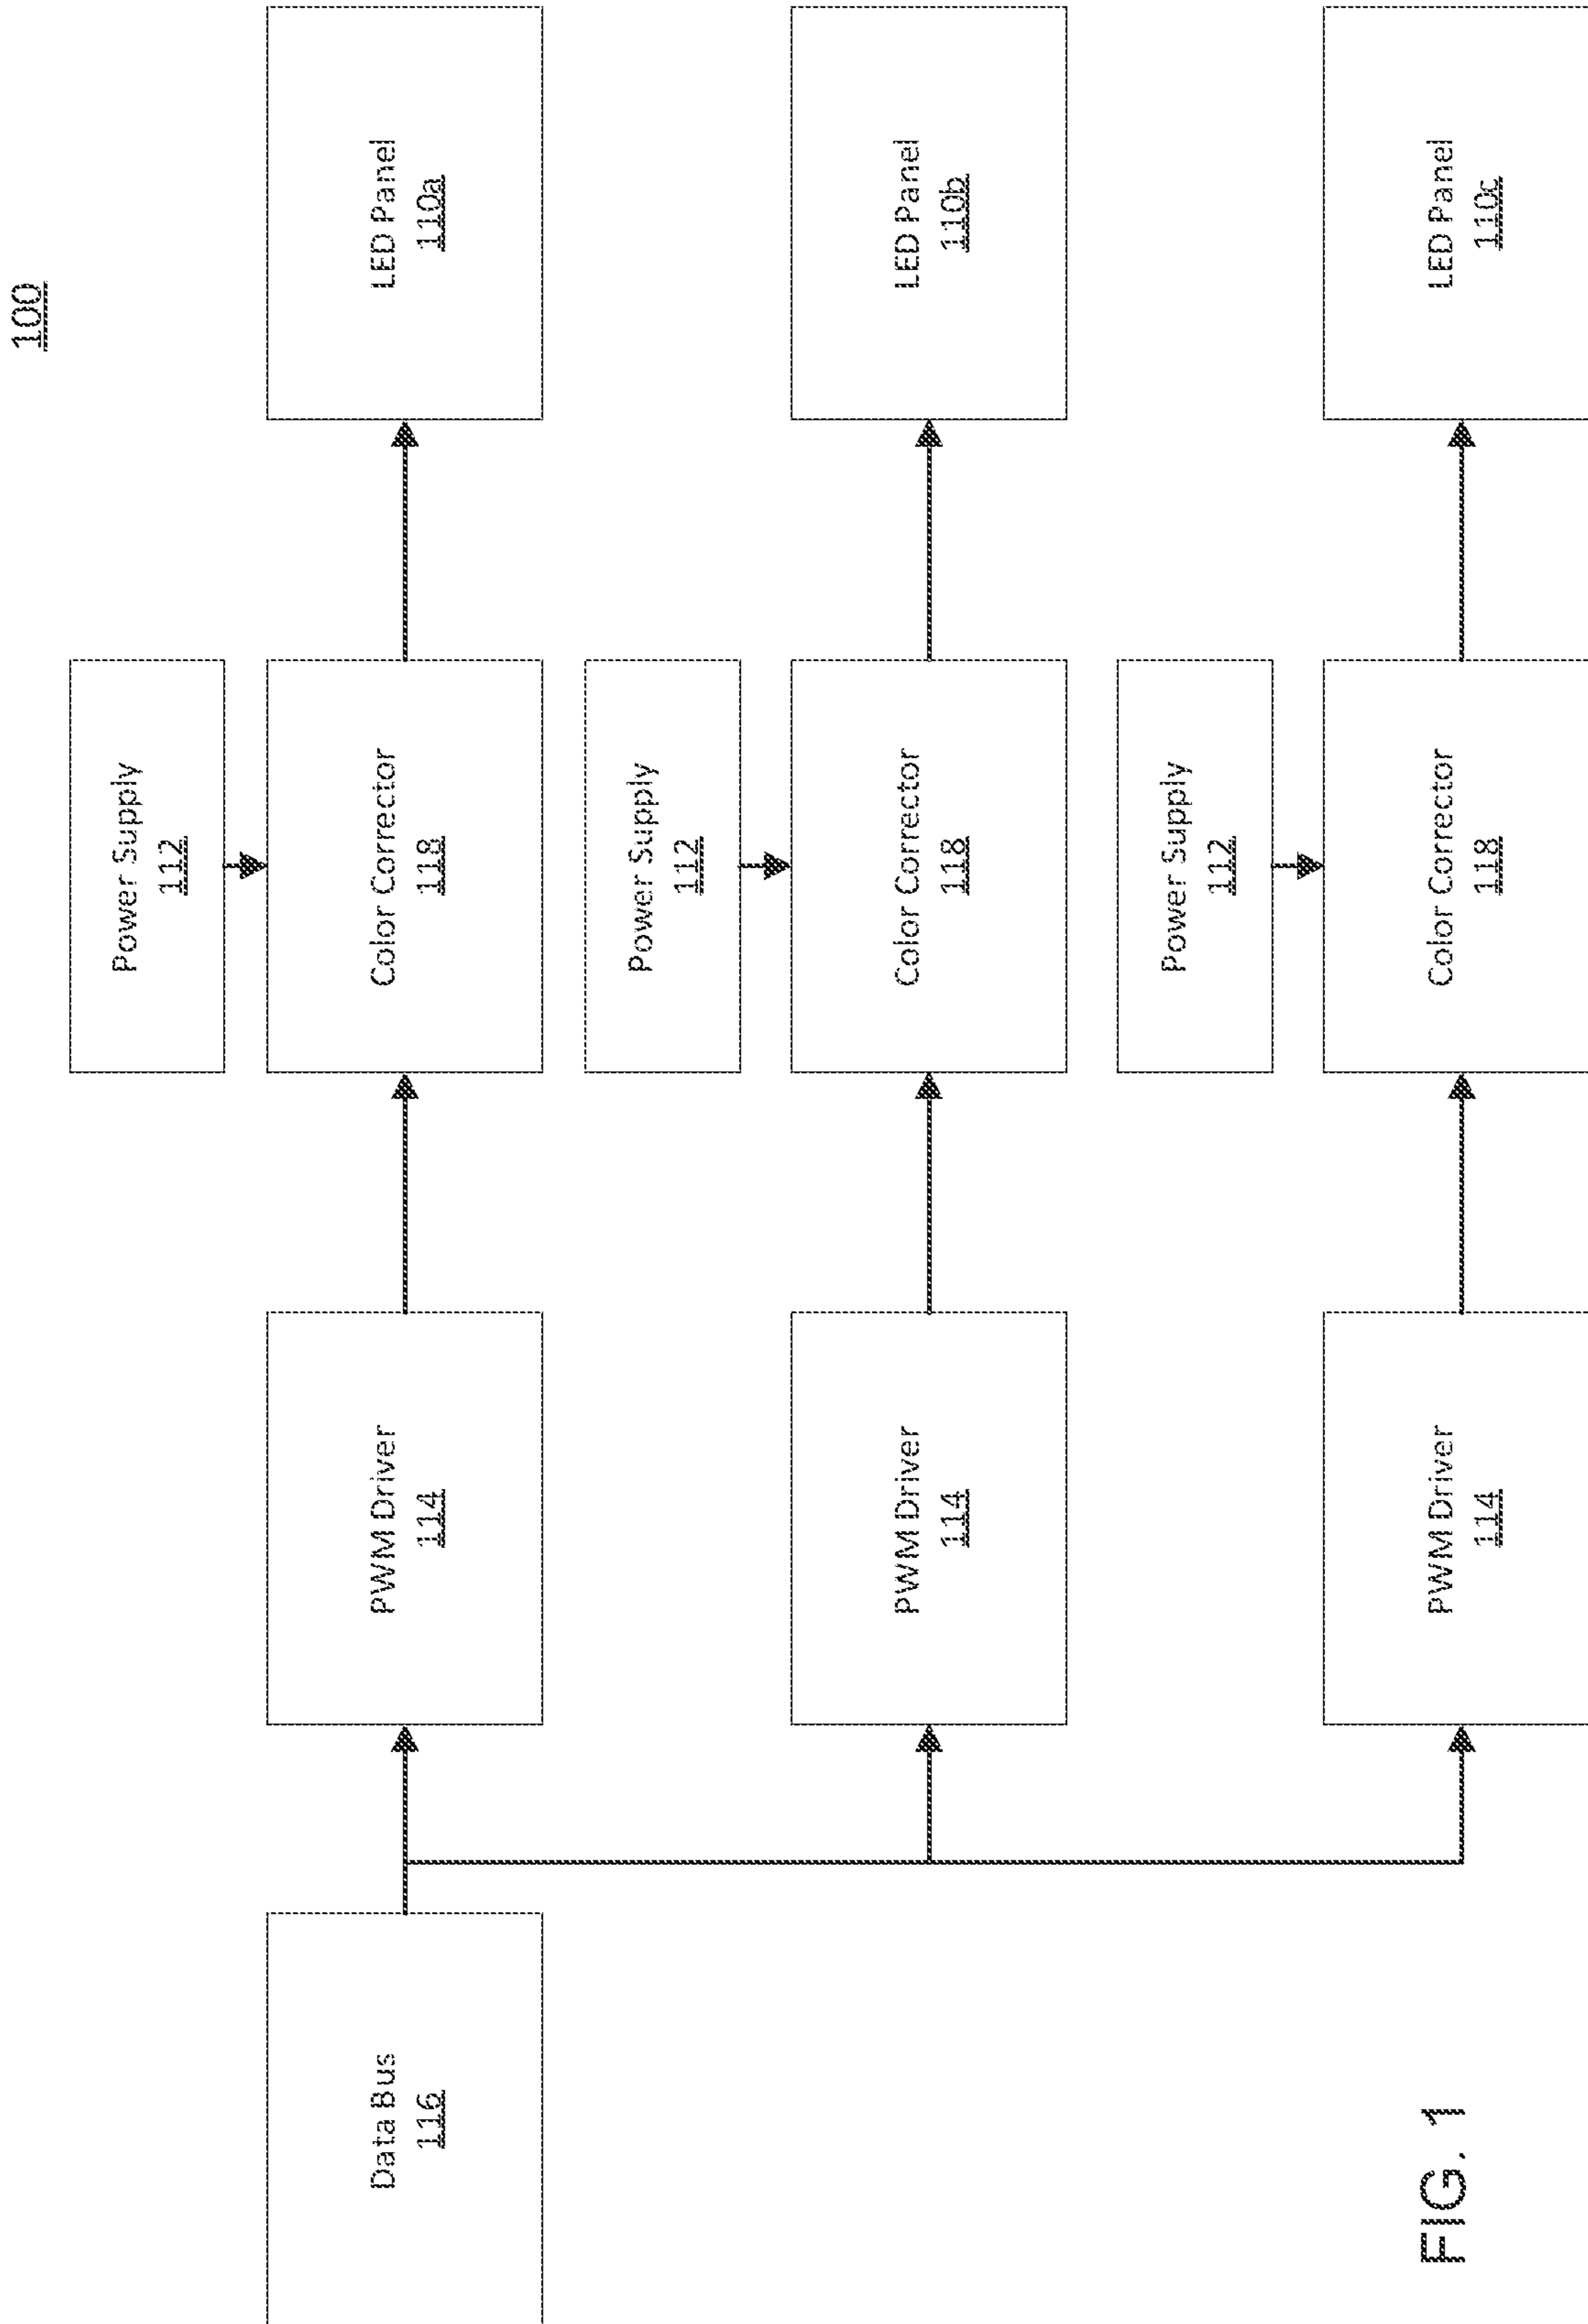 100
Power Supply
112
Power Supply
112
Power Supply
112
Data Bus
116
PWM Driver
114
Color Corrector
118
LED Panel
110a
PWM Driver
114
Color Corrector
118
LED Panel
110b
PWM Driver
114
Color Corrector
118
LED Panel
110c
FIG. 1